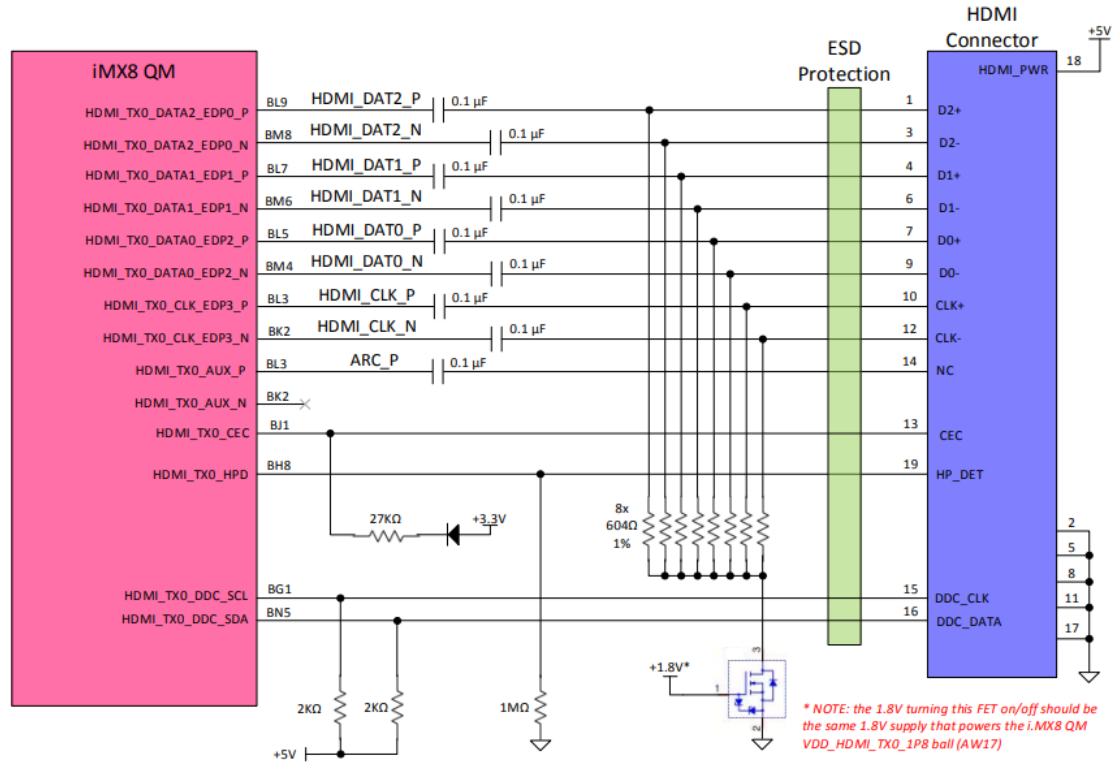 HDMI
Connector
+5V
ESD
Protection
iMX8 QM
HDMI_PWR
18
HDMI_TX0_DATA2_EDP0_P
BL9
HDMI_DAT2_P
0.1 µF
1
D2+
HDMI_TX0_DATA2_EDP0_N
BM8
HDMI_DAT2_N
0.1 µF
3
D2-
HDMI_TX0_DATA1_EDP1_P
BL7
HDMI_DAT1_P
0.1 µF
4
D1+
HDMI_TX0_DATA1_EDP1_N
BM6
HDMI_DAT1_N
0.1 µF
6
D1-
HDMI_TX0_DATA0_EDP2_P
BL5
HDMI_DAT0_P
0.1 µF
7
D0+
HDMI_TX0_DATA0_EDP2_N
BM4
HDMI_DAT0_N
0.1 µF
9
D0-
HDMI_TX0_CLK_EDP3_P
BL3
HDMI_CLK_P
0.1 µF
10
CLK+
HDMI_TX0_CLK_EDP3_N
BK2
HDMI_CLK_N
0.1 µF
12
CLK-
HDMI_TX0_AUX_P
BL3
ARC_P
0.1 µF
14
NC
HDMI_TX0_AUX_N
BK2
HDMI_TX0_CEC
BJ1
13
CEC
HDMI_TX0_HPD
BH8
19
HP_DET
27KΩ
+3.3V
8x
604Ω
1%
2
5
8
11
17
HDMI_TX0_DDC_SCL
BG1
15
DDC_CLK
HDMI_TX0_DDC_SDA
BN5
16
DDC_DATA
+1.8V*
1
3
2
2KΩ
2KΩ
1MΩ
+5V
* NOTE: the 1.8V turning this FET on/off should be
the same 1.8V supply that powers the i.MX8 QM
VDD_HDMI_TX0_1P8 ball (AW17)